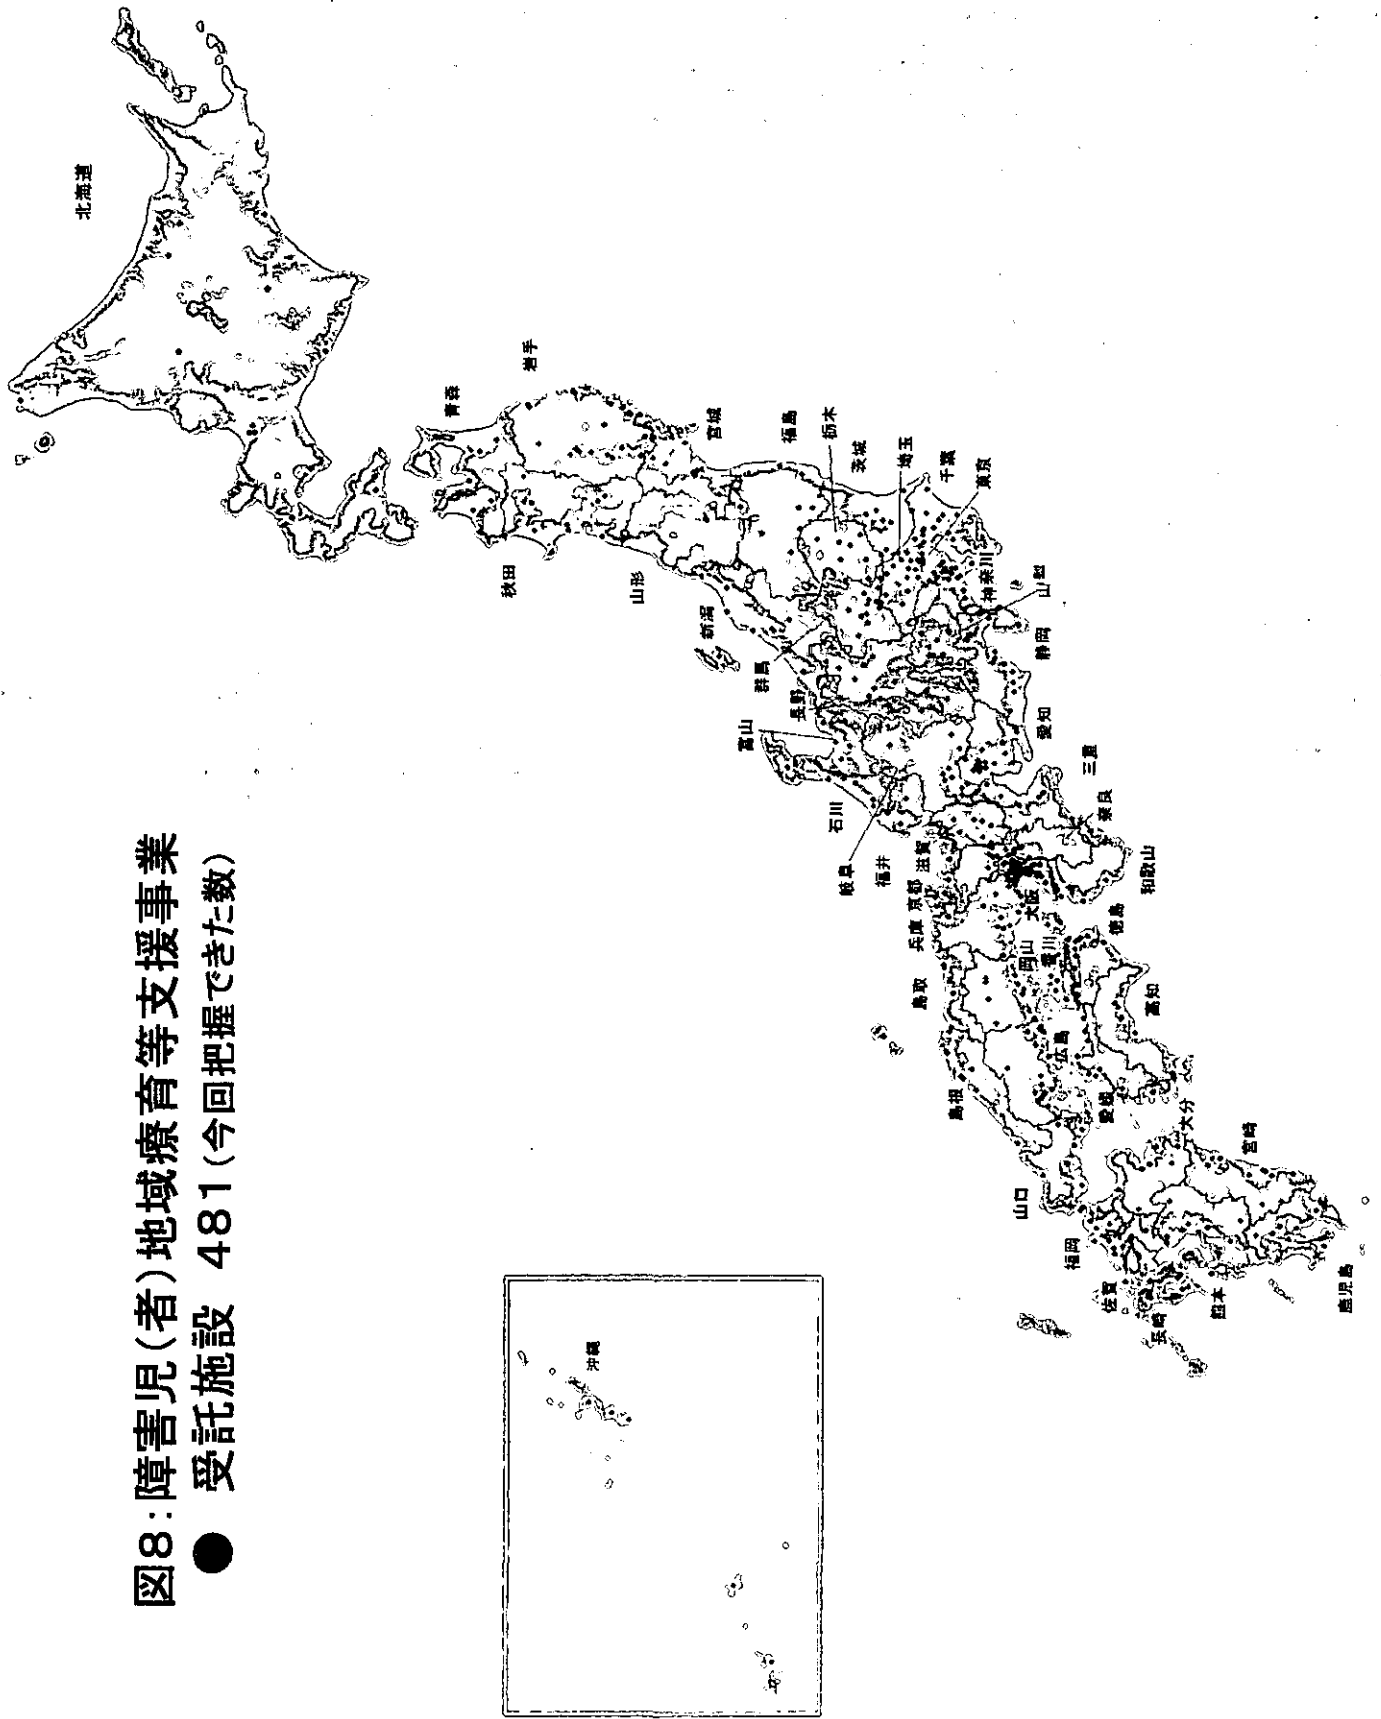 図8：障害児（者）地域療育等支援事業
● 受託施設 481（今回把握できた数）
北海道
青森
岩手
秋田
宮城
山形
福島
新潟
栃木
茨城
群馬
埼玉
千葉
東京
神奈川
山梨
長野
静岡
富山
愛知
石川
岐阜
三重
福井
滋賀
奈良
京都
兵庫
大阪
和歌山
鳥取
岡山
香川
徳島
島根
広島
高知
愛媛
山口
大分
福岡
宮崎
佐賀
長崎
熊本
鹿児島
沖縄